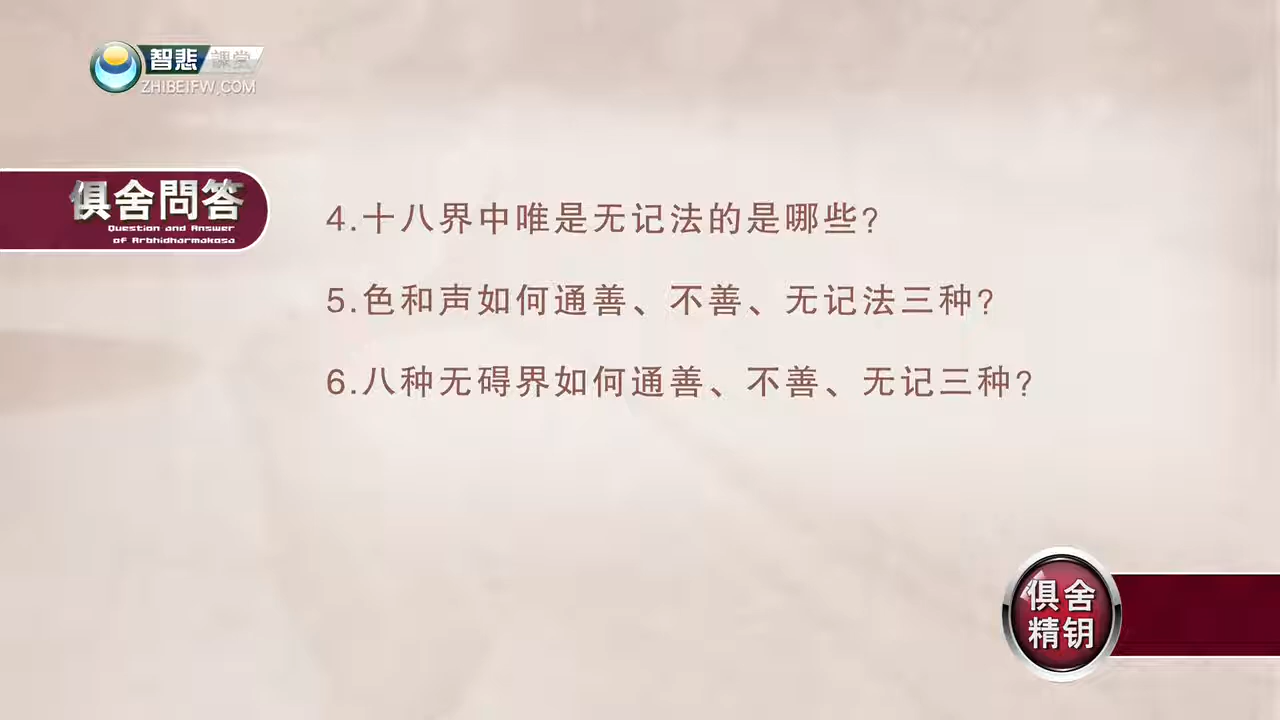 智悲課堂
ZHIBEIFW.COM
俱舍問答
Question and Answer
of Arbhidharmakosa
4.十八界中唯是无记法的是哪些?
5.色和声如何通善、不善、无记法三种?
6.八种无碍界如何通善、不善、无记三种?
俱舍
精钥